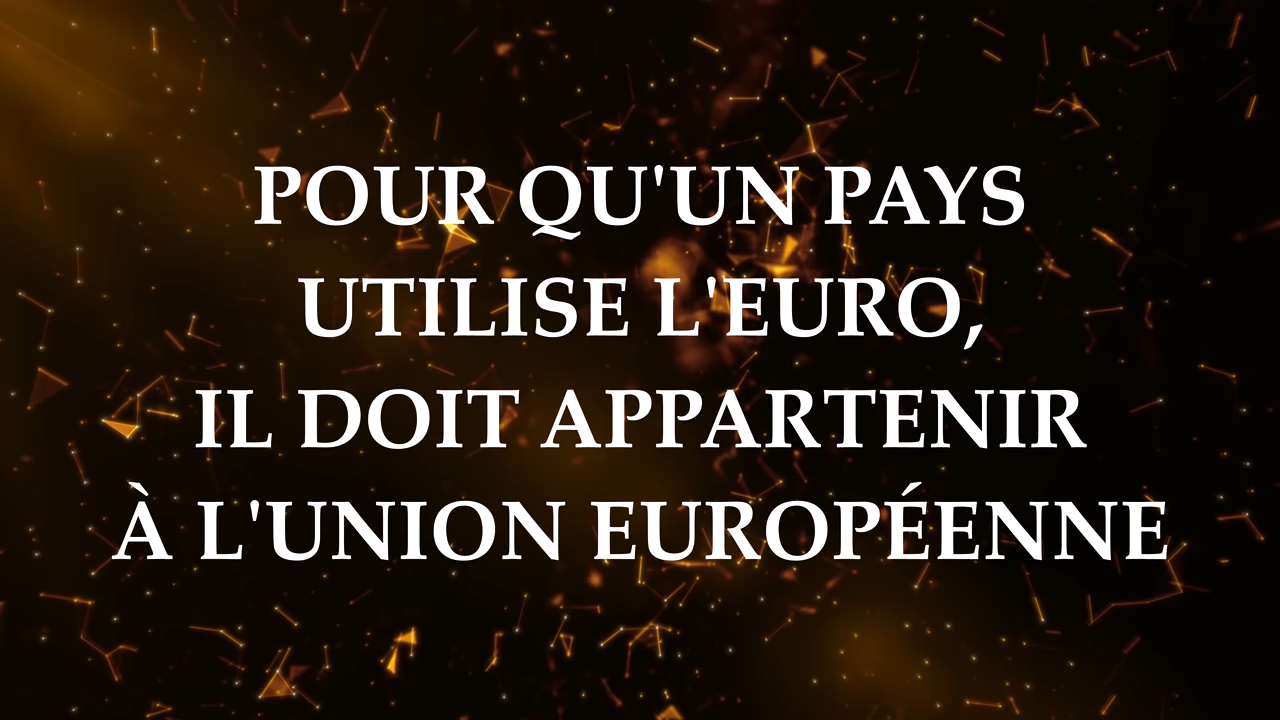 POUR QU'UN PAYS
UTILISE L'EURO,
IL DOIT APPARTENIR
À L'UNION EUROPÉENNE